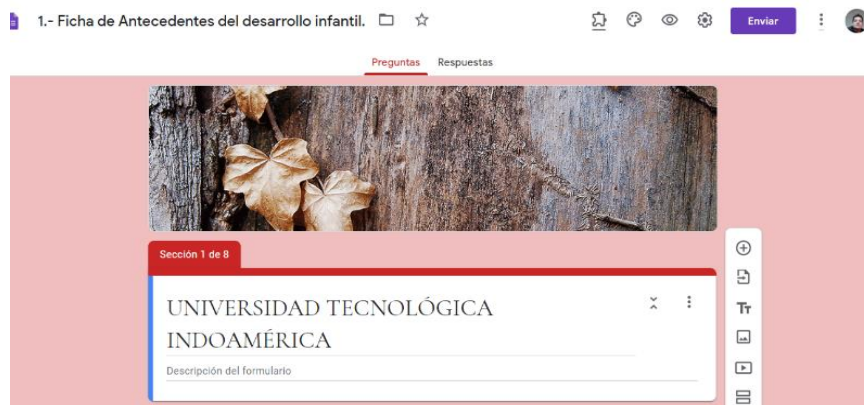 1.- Ficha de Antecedentes del desarrollo infantil.
Enviar
Preguntas Respuestas
Sección 1 de 8
UNIVERSIDAD TECNOLÓGICA
INDOAMÉRICA
Descripción del formulario
Tт